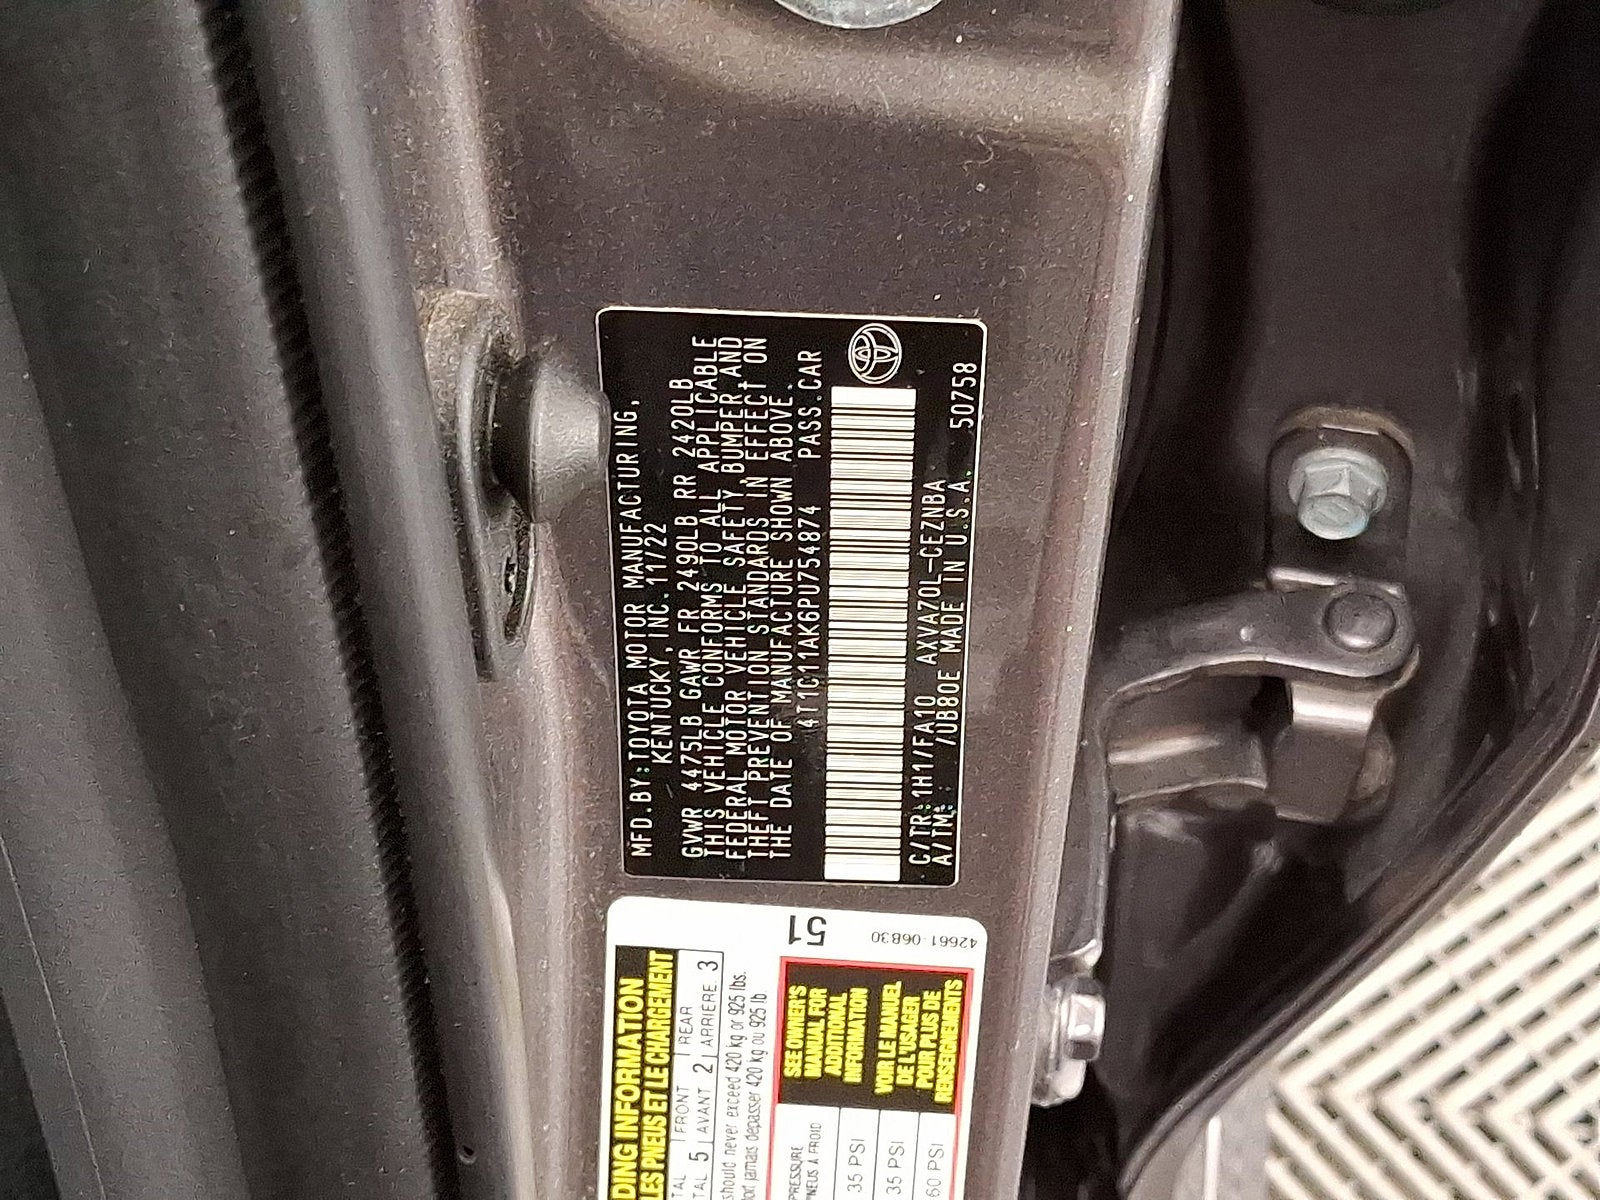 MFD.BY:TOYOTA MOTOR MANUFACTURING,
KENTUCKY, INC. 11/22
GVWR 4475LB GAWR FR 2490LB RR 2420LB
THIS VEHICLE CONFORMS TO ALL APPLICABLE
FEDERAL MOTOR VEHICLE SAFETY, BUMPER, AND
THEFT PREVENTION STANDARDS IN EFFECT ON
THE DATE OF MANUFACTURE SHOWN ABOVE.
4T1C11AK6PU754874 PASS.CAR
C/TR:1H1/FA10 AXVA70L-CEZNBA 50758
A/TM: /UB80E MADE IN U.S.A.
DING INFORMATION
LES PNEUS ET LE CHARGEMENT
TAL 5 FRONT 2 REAR 3
TAL AVANT ARRIÈRE
should never exceed 420 kg or 925 lbs.
jamais dépasser 420 kg ou 925 lb.
51
42661-06830
PRESSURE
PNEUS A FROID
35 PSI
35 PSI
60 PSI
SEE OWNER'S
MANUAL FOR
ADDITIONAL
INFORMATION
VOIR LE MANUEL
DE L'USAGER
POUR PLUS DE
RENSEIGNEMENTS